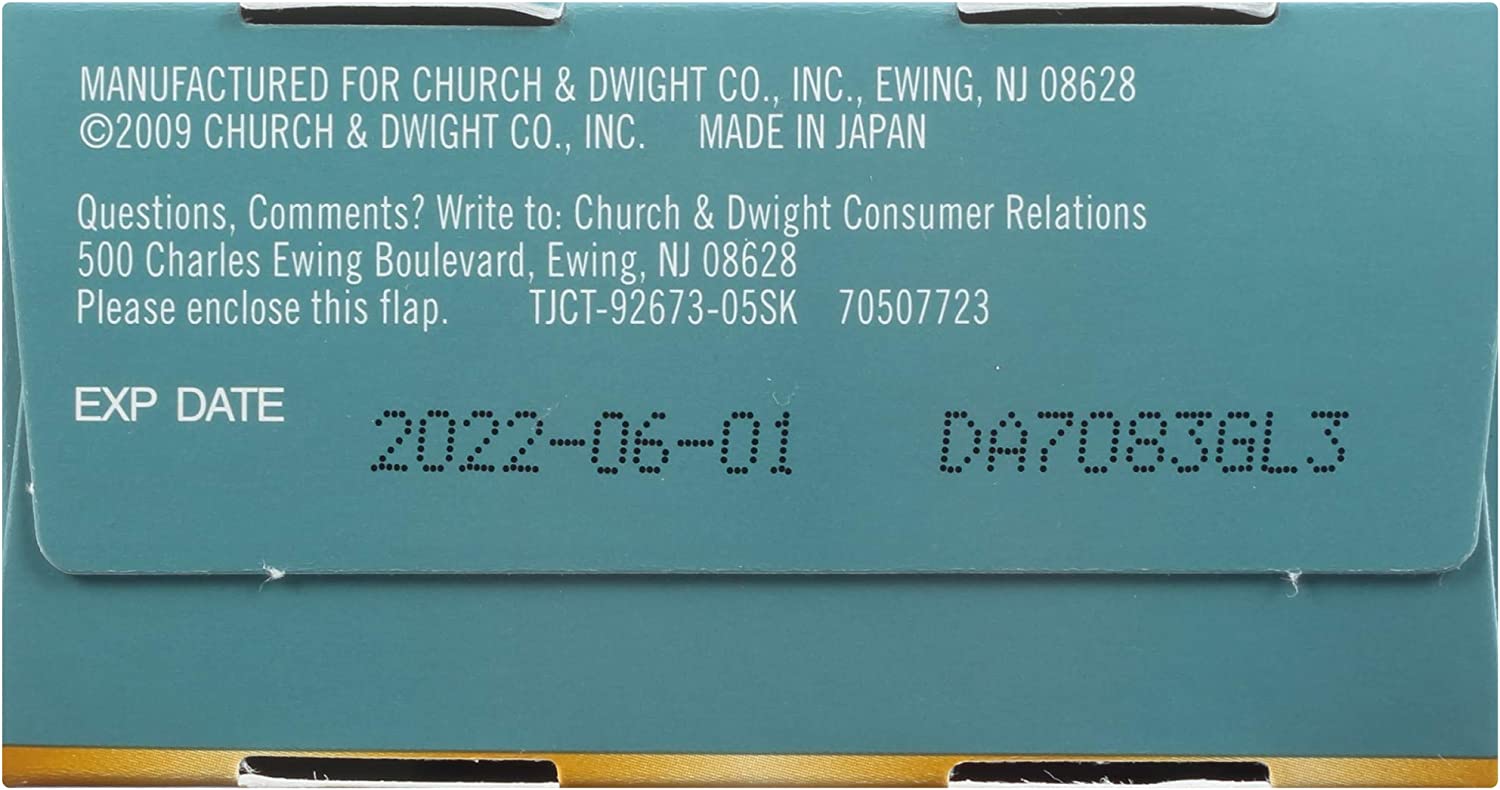 MANUFACTURED FOR CHURCH & DWIGHT CO., INC., EWING, NJ 08628
©2009 CHURCH & DWIGHT CO., INC. MADE IN JAPAN
Questions, Comments? Write to: Church & Dwight Consumer Relations
500 Charles Ewing Boulevard, Ewing, NJ 08628
Please enclose this flap. TJCT-92673-05SK 70507723
EXP DATE 2022-06-01 DA7083GL3